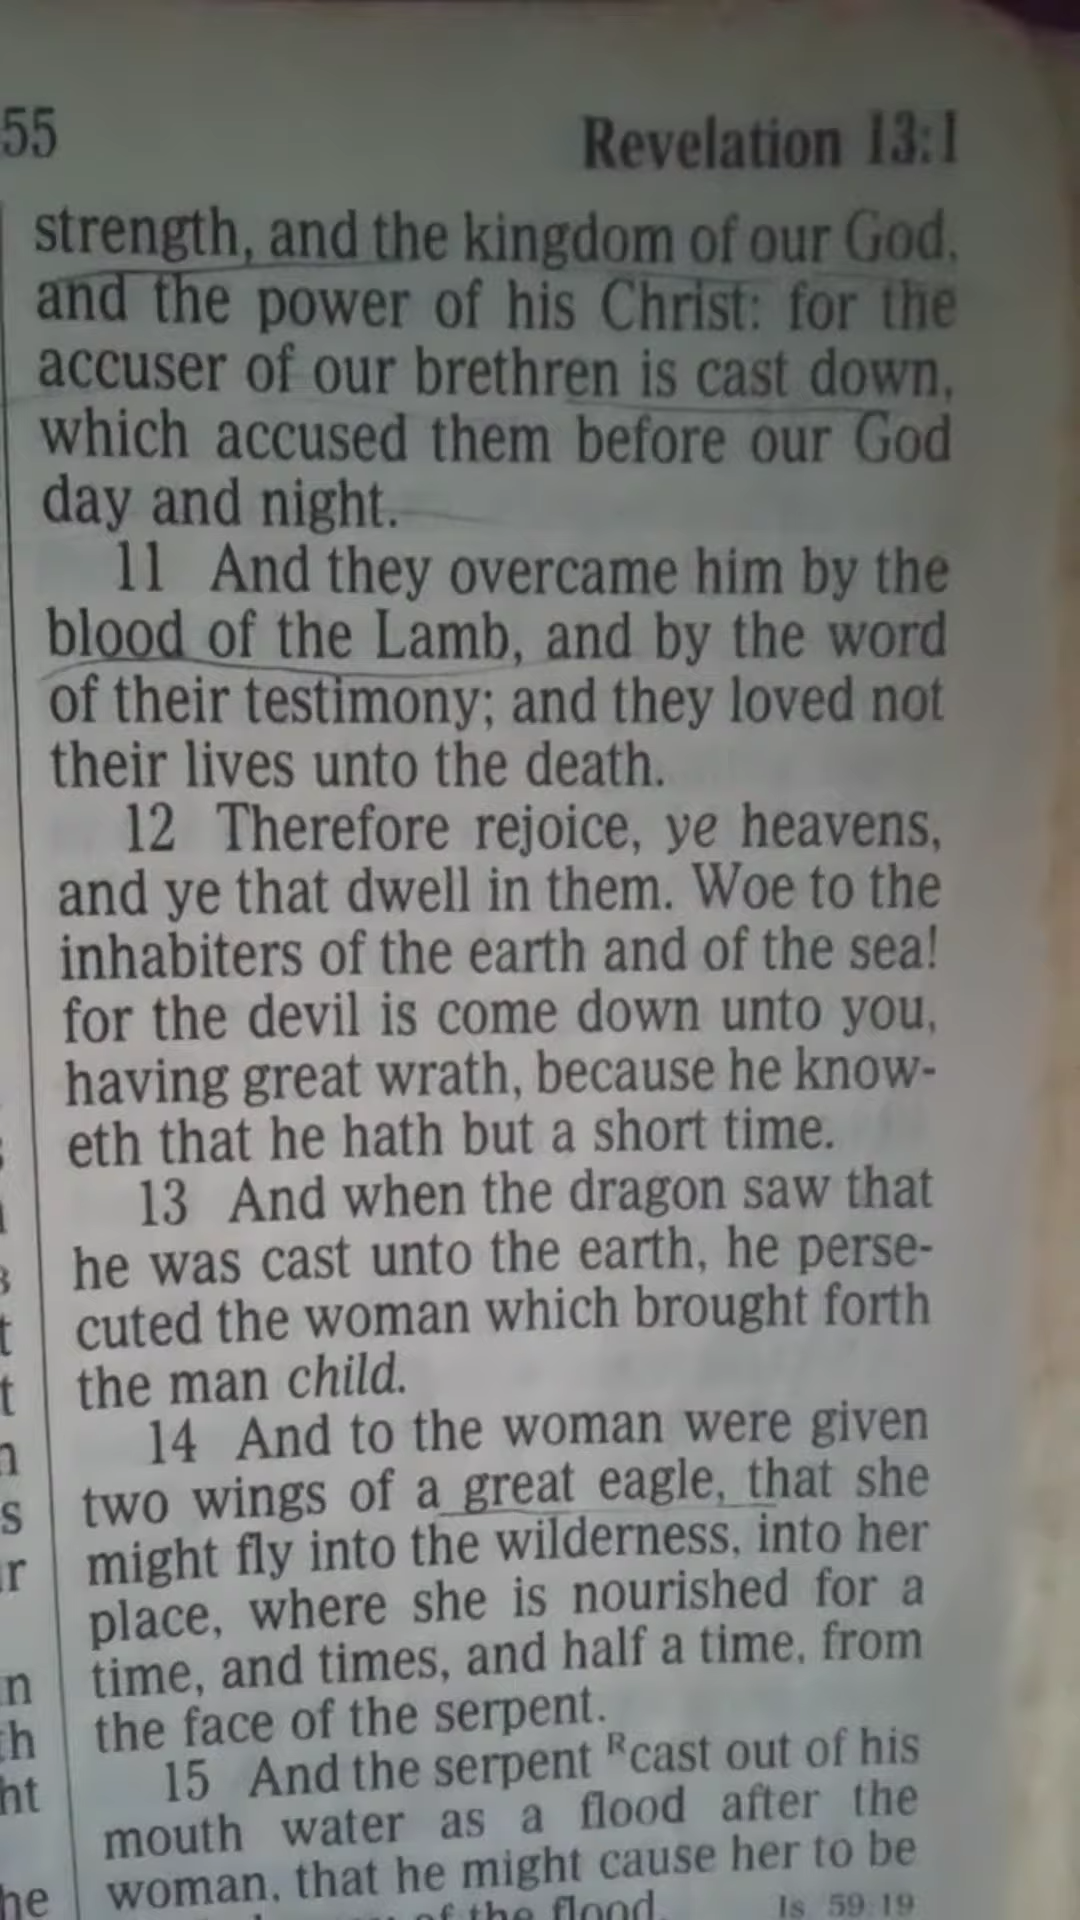 55 Revelation 13:1
strength, and the kingdom of our God,
and the power of his Christ: for the
accuser of our brethren is cast down,
which accused them before our God
day and night.
11 And they overcame him by the
blood of the Lamb, and by the word
of their testimony; and they loved not
their lives unto the death.
12 Therefore rejoice, ye heavens,
and ye that dwell in them. Woe to the
inhabiters of the earth and of the sea!
for the devil is come down unto you,
having great wrath, because he know-
eth that he hath but a short time.
13 And when the dragon saw that
he was cast unto the earth, he perse-
cuted the woman which brought forth
the man child.
14 And to the woman were given
two wings of a great eagle, that she
might fly into the wilderness, into her
place, where she is nourished for a
time, and times, and half a time, from
the face of the serpent.
15 And the serpent ᴿcast out of his
mouth water as a flood after the
woman, that he might cause her to be
of the flood. Is 59:19